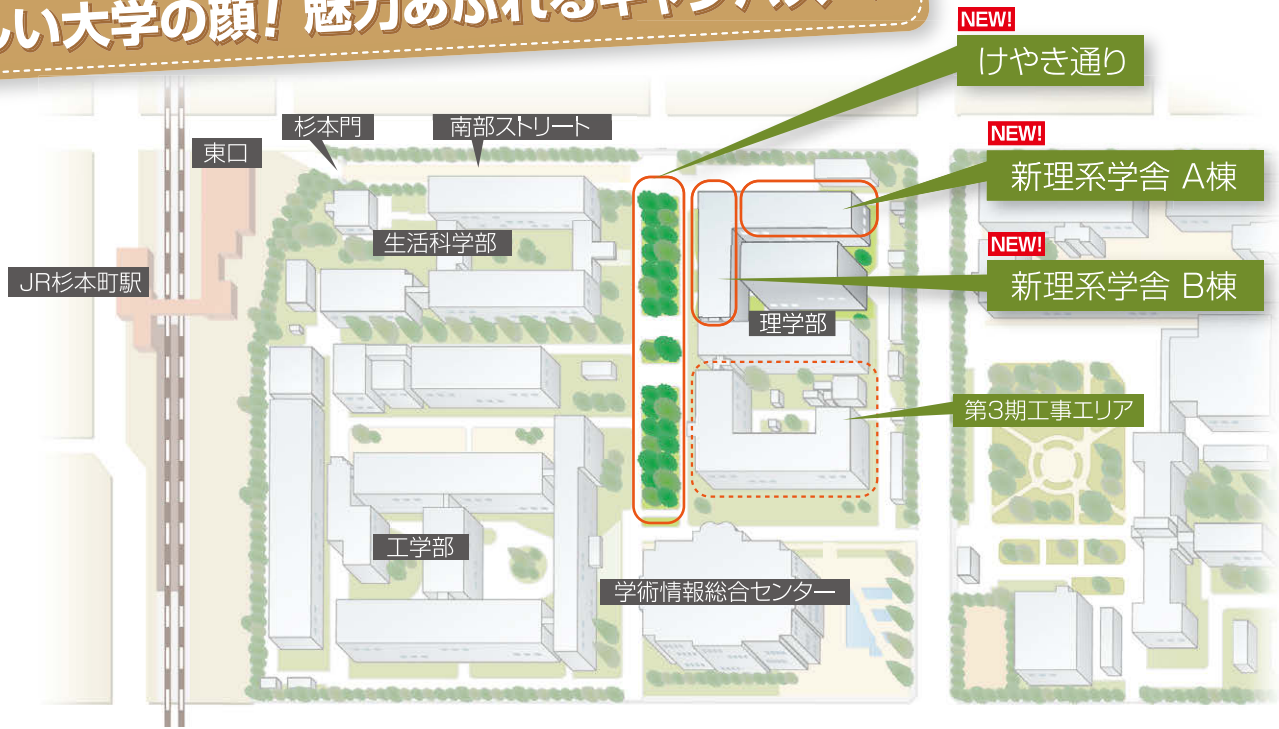 しい大学の顔！魅力あふれるキャンパス
NEW!
けやき通り
杉本門
南部ストリート
東口
NEW!
新理系学舎 A棟
生活科学部
NEW!
新理系学舎 B棟
JR杉本町駅
理学部
第3期工事エリア
工学部
学術情報総合センター